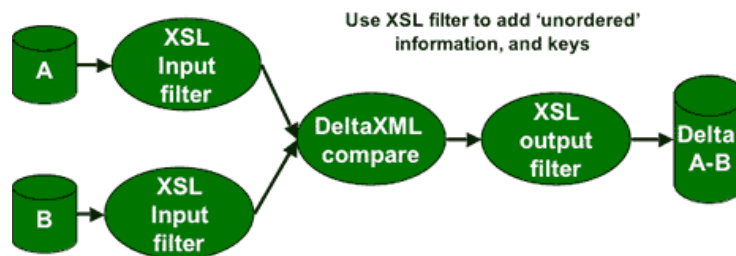 Use XSL filter to add ‘unordered’
information, and keys
A
XSL
Input
filter
DeltaXML
compare
XSL
output
filter
Delta
A-B
B
XSL
Input
filter